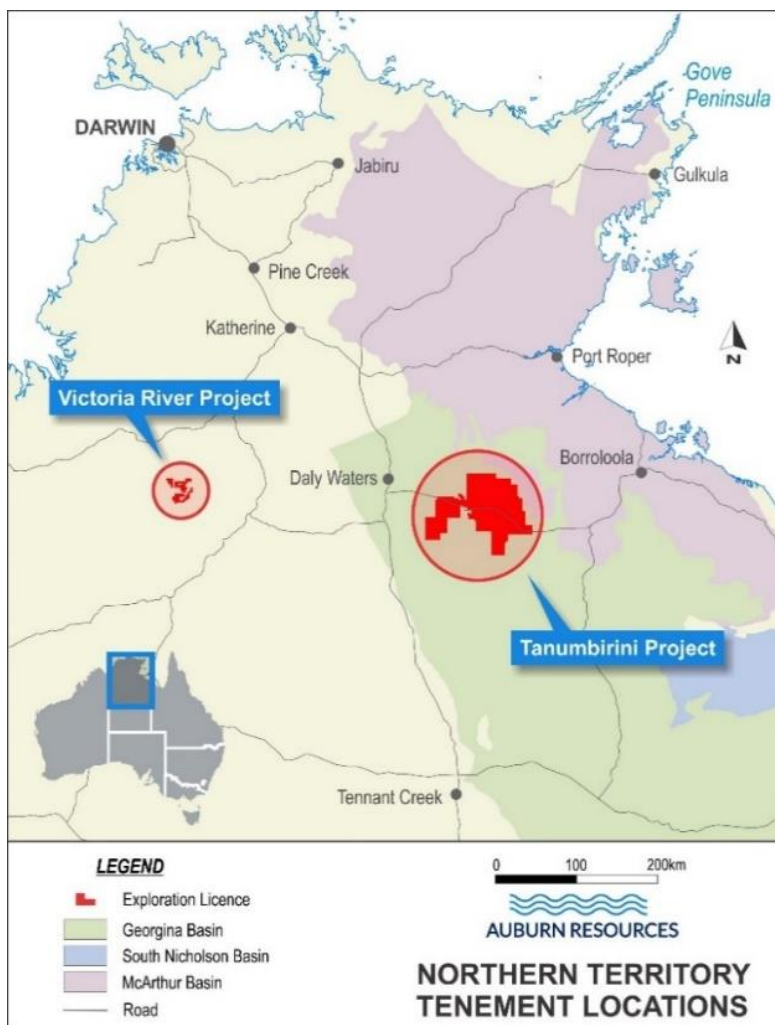 Gove
Peninsula
DARWIN
Jabiru
Gulkula
Pine Creek
Katherine
Port Roper
N
Victoria River Project
Daly Waters
Borroloola
Tanumbirini Project
Tennant Creek
LEGEND
Exploration Licence
Georgina Basin
South Nicholson Basin
McArthur Basin
Road
0 100 200km
AUBURN RESOURCES
NORTHERN TERRITORY
TENEMENT LOCATIONS